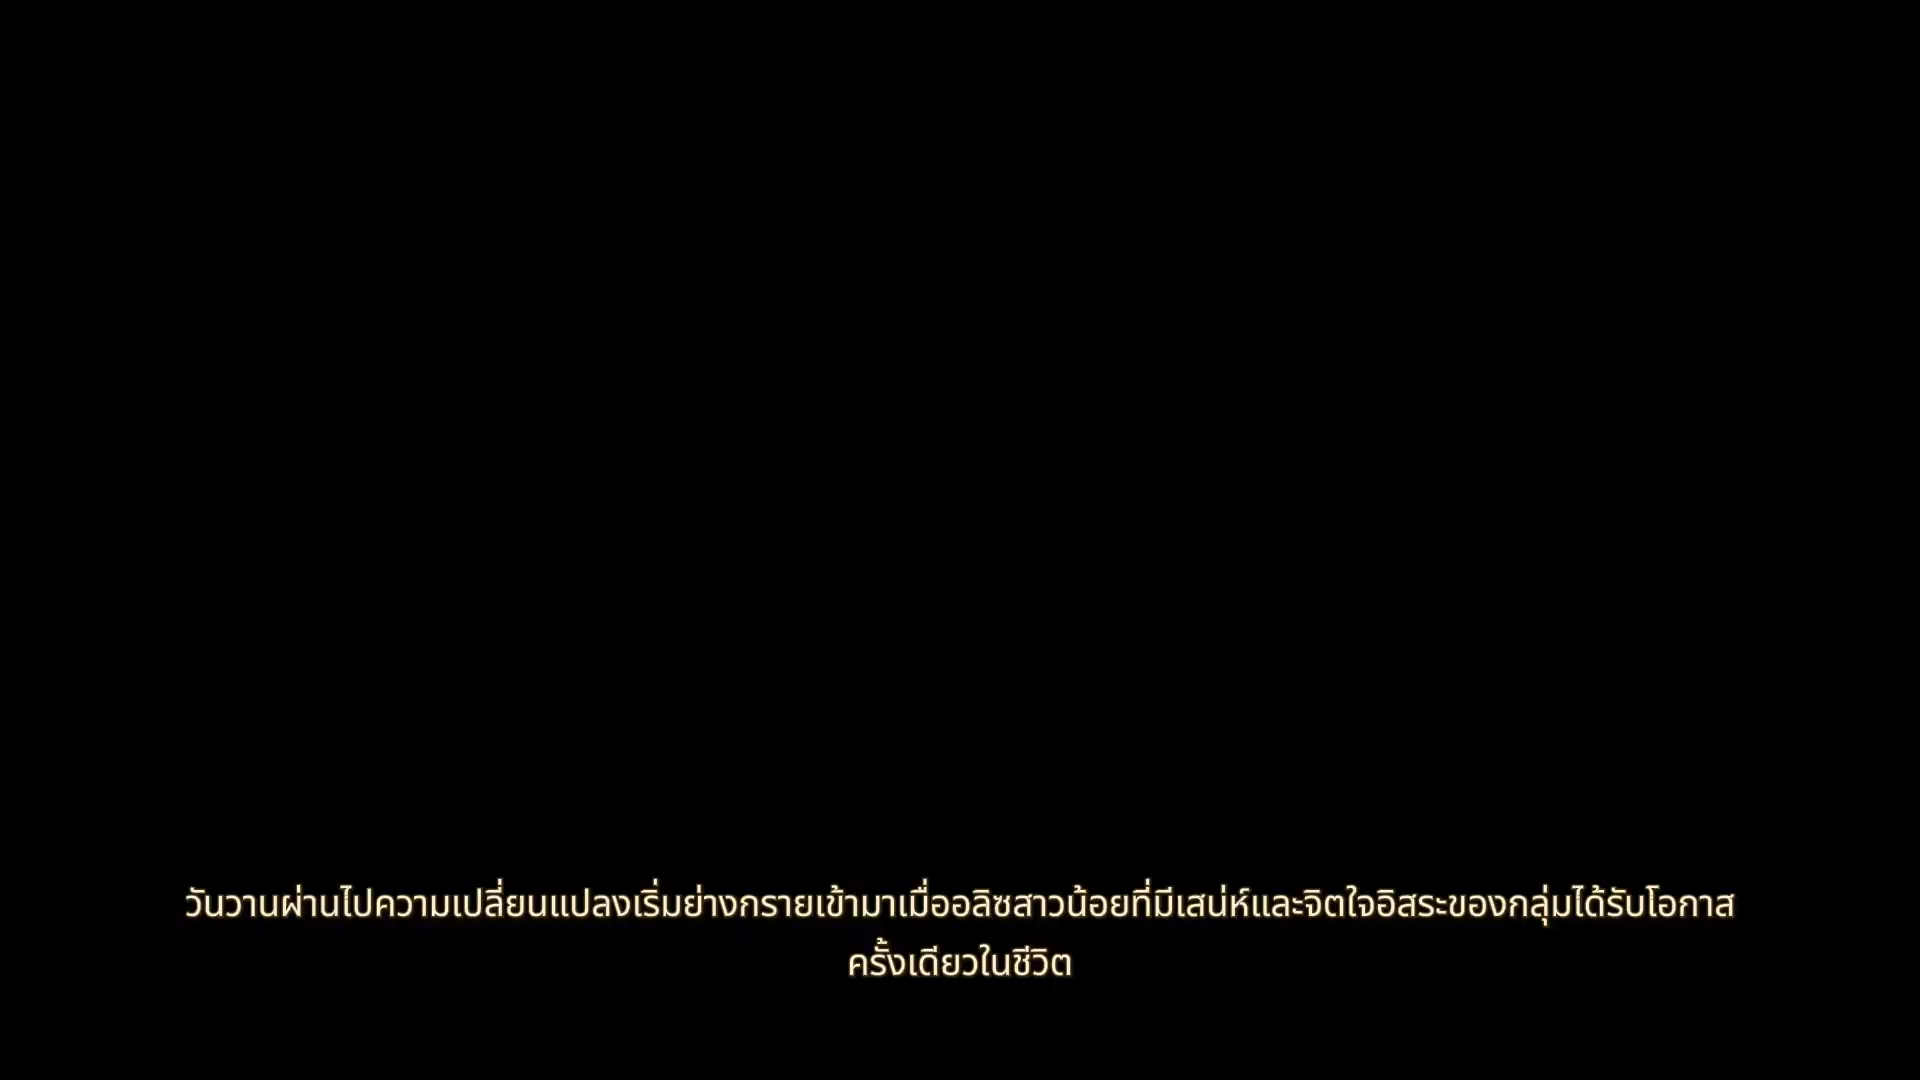 วันวานผ่านไปความเปลี่ยนแปลงเริ่มย่างกรายเข้ามาเมื่ออลิซสาวน้อยที่มีเสน่ห์และจิตใจอิสระของกลุ่มได้รับโอกาส
ครั้งเดียวในชีวิต